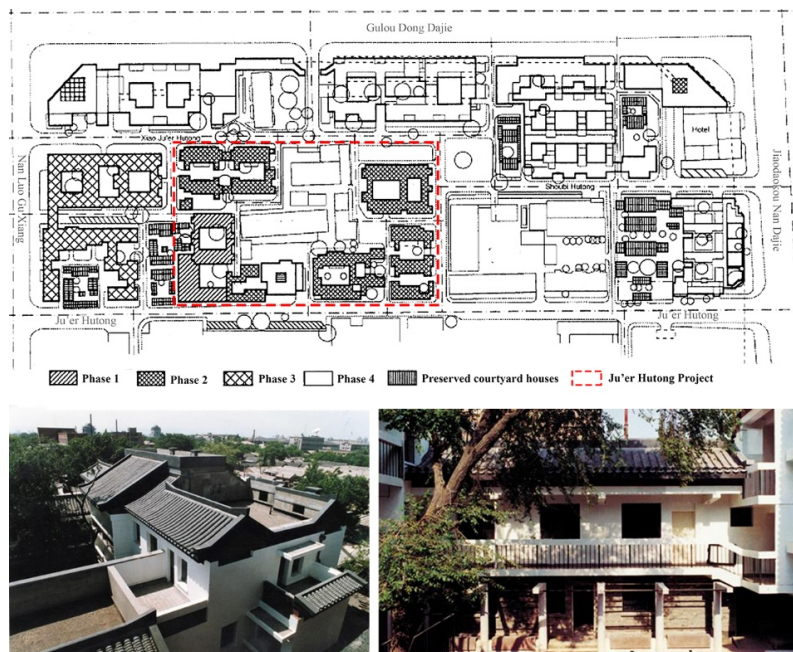 Gulou Dong Dajie
Xiao Ju'er Hutong
Hotel
Nan Luo Gu Xiang
Shoubi Hutong
Jiaodaokou Nan Dajie
Ju'er Hutong
Ju'er Hutong
Phase 1
Phase 2
Phase 3
Phase 4
Preserved courtyard houses
Ju'er Hutong Project